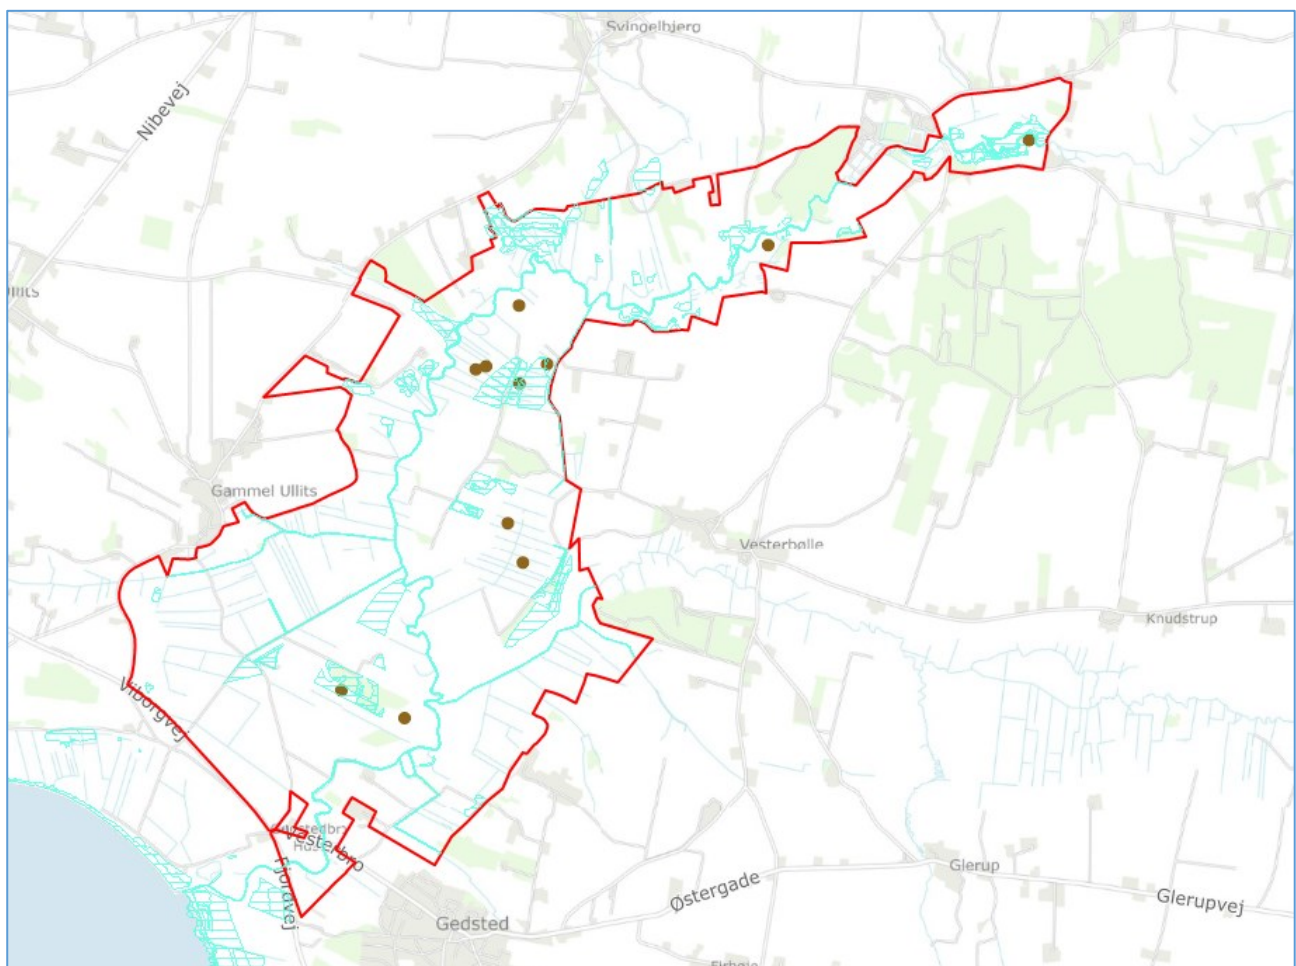 Svingelbjerg
Nibevej
Gammel Ullits
Vesterbølle
Knudstrup
Viborgvej
Vesterbro
Fjordvej
Glerup
Østergade
Glerupvej
Gedsted